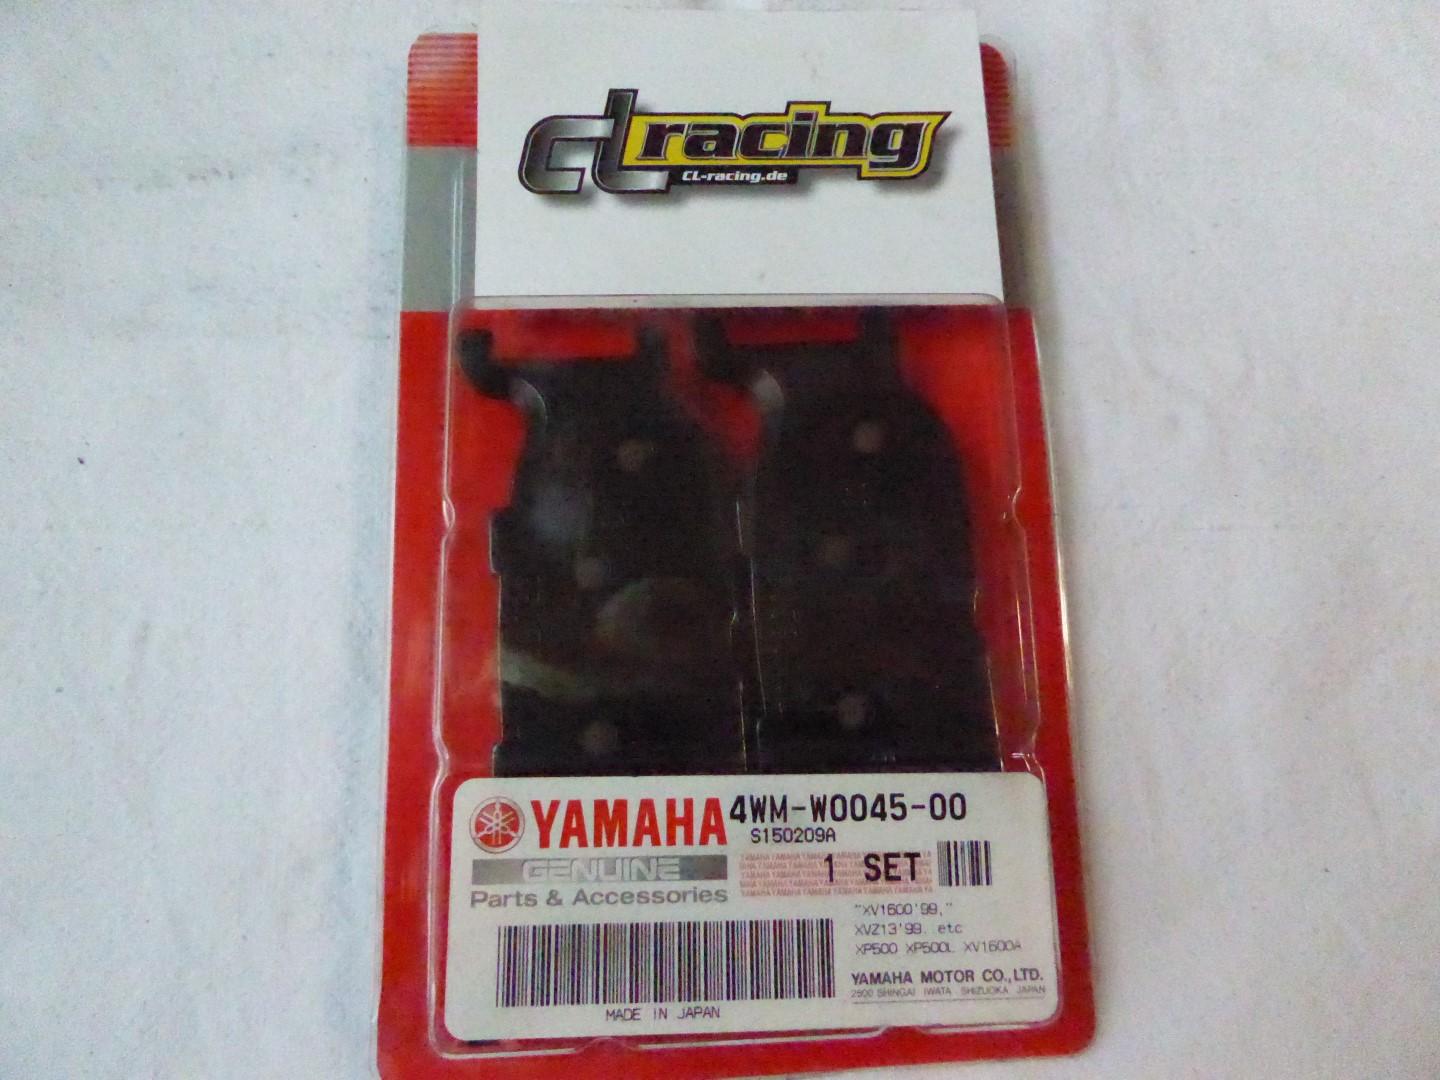 CL racing
CL-racing.de
YAMAHA 4WM-W0045-00
S150209A
GENUINE 1 SET
Parts & Accessories
"XV1600'99,"
XVZ13'99. etc
XP500 XP500L XV1600A
YAMAHA MOTOR CO.,LTD.
2500 SHINGAI IWATA SHIZUOKA JAPAN
MADE IN JAPAN